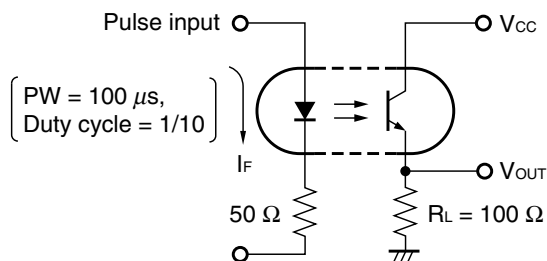 Pulse input
VCC
PW = 100 μs,
Duty cycle = 1/10
IF
VOUT
50 Ω
RL = 100 Ω